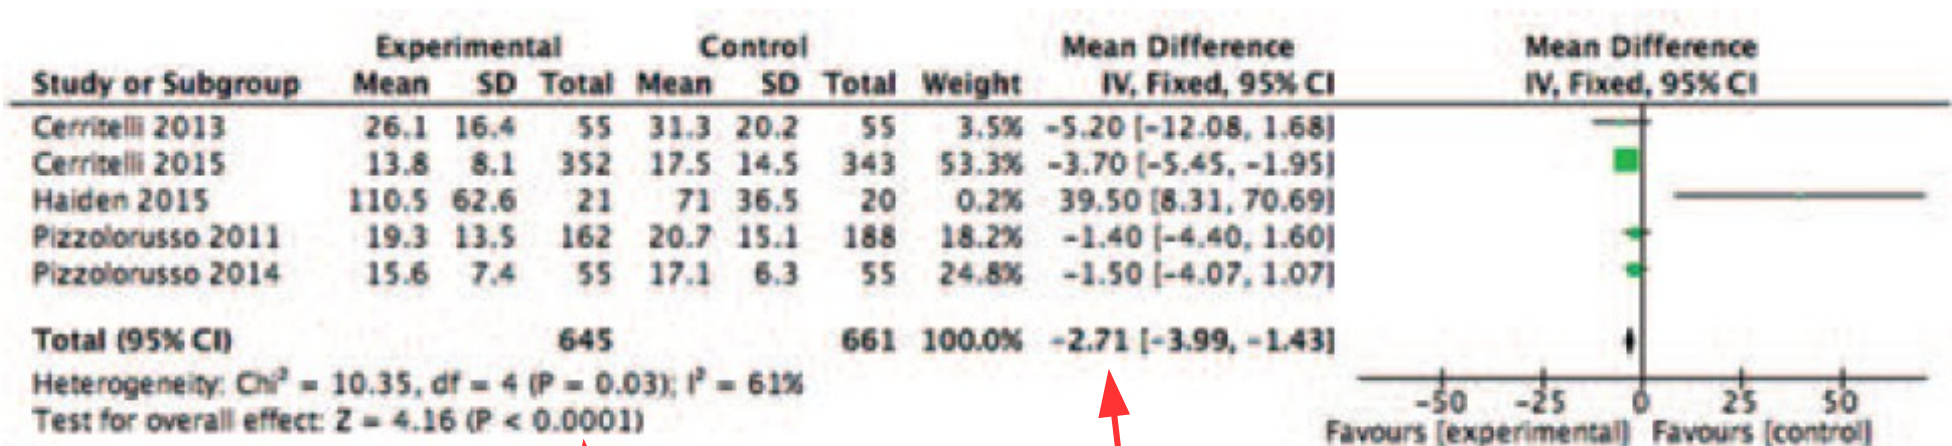 Experimental Control Mean Difference Mean Difference
Study or Subgroup Mean SD Total Mean SD Total Weight IV, Fixed, 95% CI IV, Fixed, 95% CI
Cerritelli 2013 26.1 16.4 55 31.3 20.2 55 3.5% -5.20 [-12.08, 1.68]
Cerritelli 2015 13.8 8.1 352 17.5 14.5 343 53.3% -3.70 [-5.45, -1.95]
Haiden 2015 110.5 62.6 21 71 36.5 20 0.2% 39.50 [8.31, 70.69]
Pizzolorusso 2011 19.3 13.5 162 20.7 15.1 188 18.2% -1.40 [-4.40, 1.60]
Pizzolorusso 2014 15.6 7.4 55 17.1 6.3 55 24.8% -1.50 [-4.07, 1.07]
Total (95% CI) 645 661 100.0% -2.71 [-3.99, -1.43]
Heterogeneity: Chi² = 10.35, df = 4 (P = 0.03); I² = 61%
Test for overall effect: Z = 4.16 (P < 0.0001)
-50 -25 0 25 50
Favours [experimental] Favours [control]